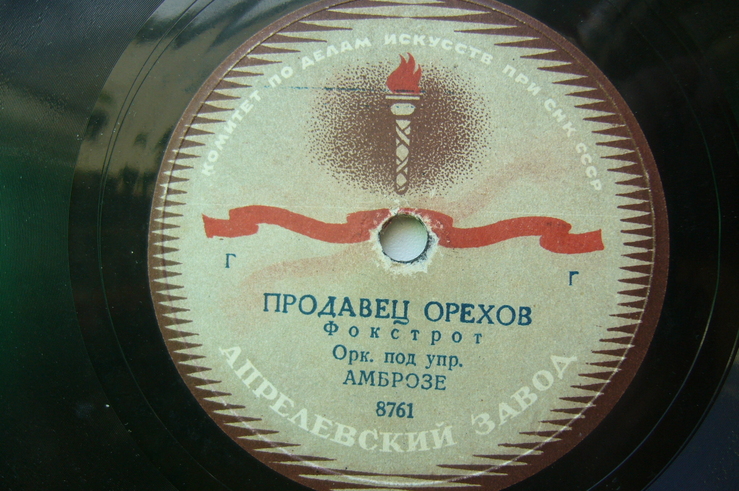 КОМИТЕТ ПО ДЕЛАМ ИСКУССТВ ПРИ СНК СССР
Г Г
ПРОДАВЕЦ ОРЕХОВ
Фокстрот
Орк. под упр.
АМБРОЗЕ
8761
АПРЕЛЕВСКИЙ ЗАВОД